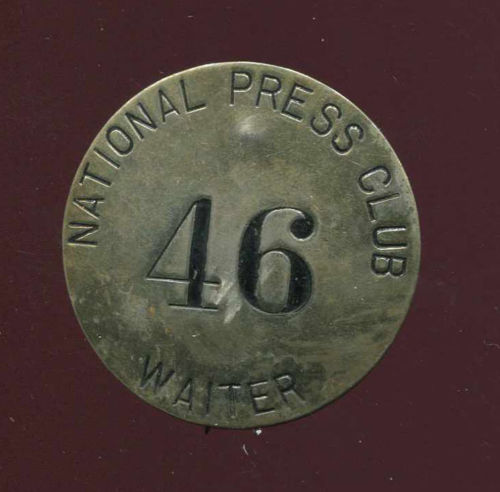 NATIONAL PRESS CLUB
46
WAITER